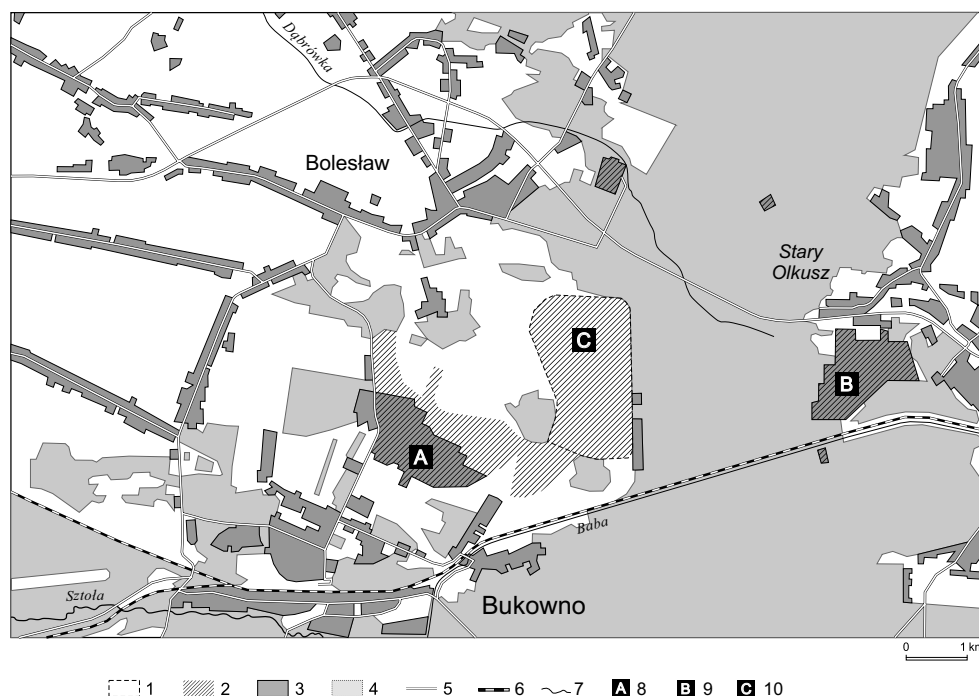 Dąbrówka
Bolesław
Stary
Olkusz
C
B
A
Baba
Sztoła
Bukowno
0 1 km
1 2 3 4 5 6 7 A 8 B 9 C 10